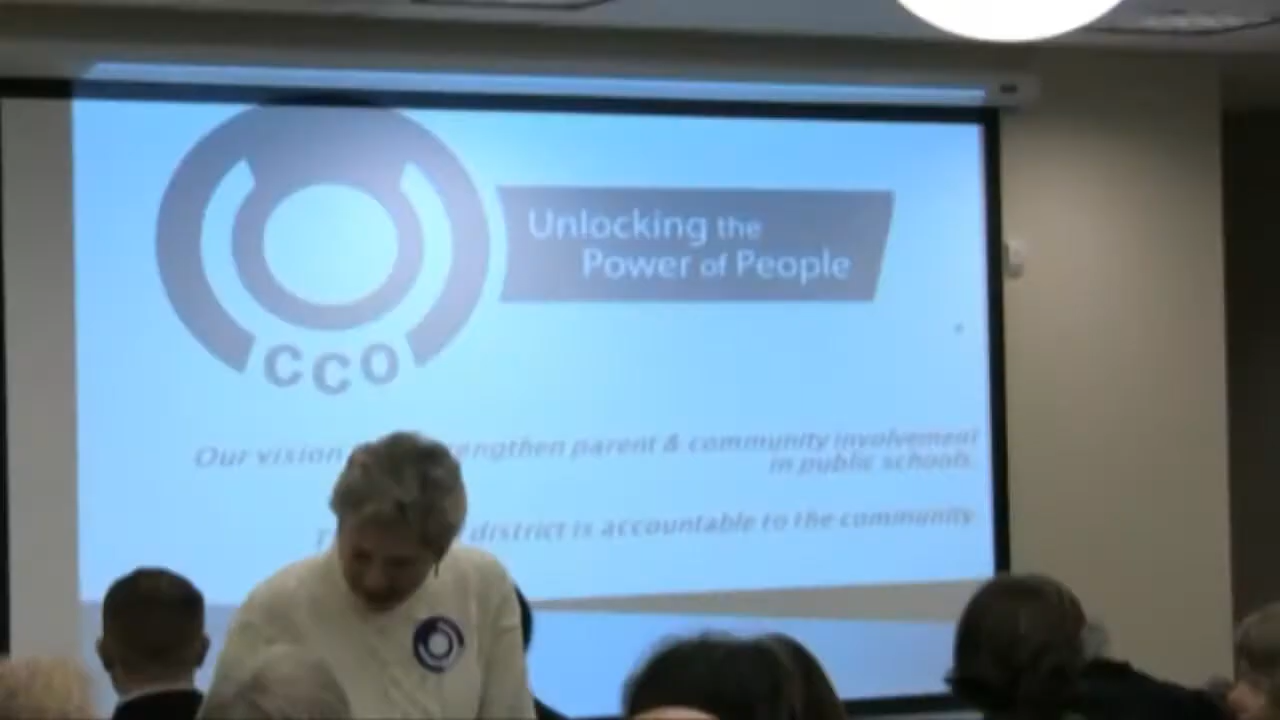 Unlocking the
Power of People
CCO
Our vision engthen parent & community involvement
in public schools.
district is accountable to the community